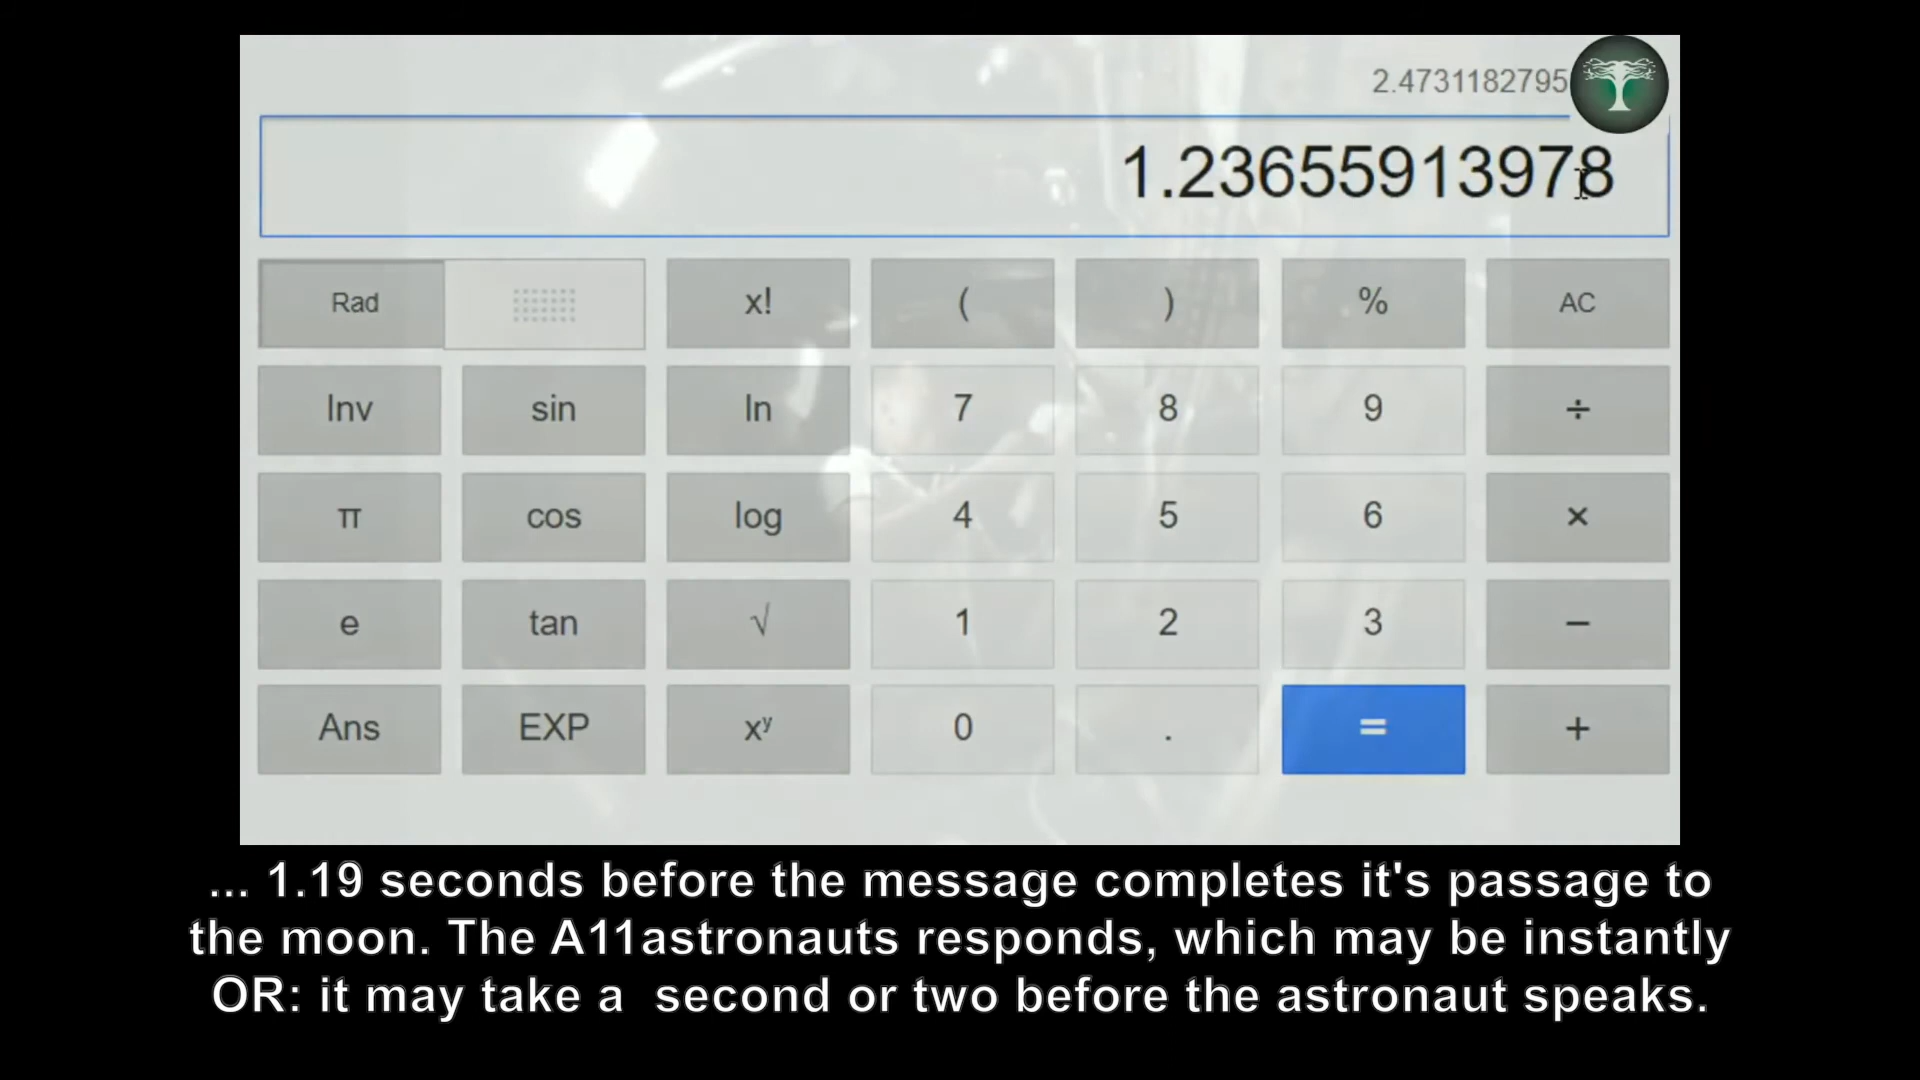 2.4731182795
1.23655913978
Rad x! ( ) % AC
Inv sin ln 7 8 9 ÷
π cos log 4 5 6 ×
e tan √ 1 2 3 −
Ans EXP xʸ 0 . = +
... 1.19 seconds before the message completes it's passage to
the moon. The A11astronauts responds, which may be instantly
OR: it may take a  second or two before the astronaut speaks.